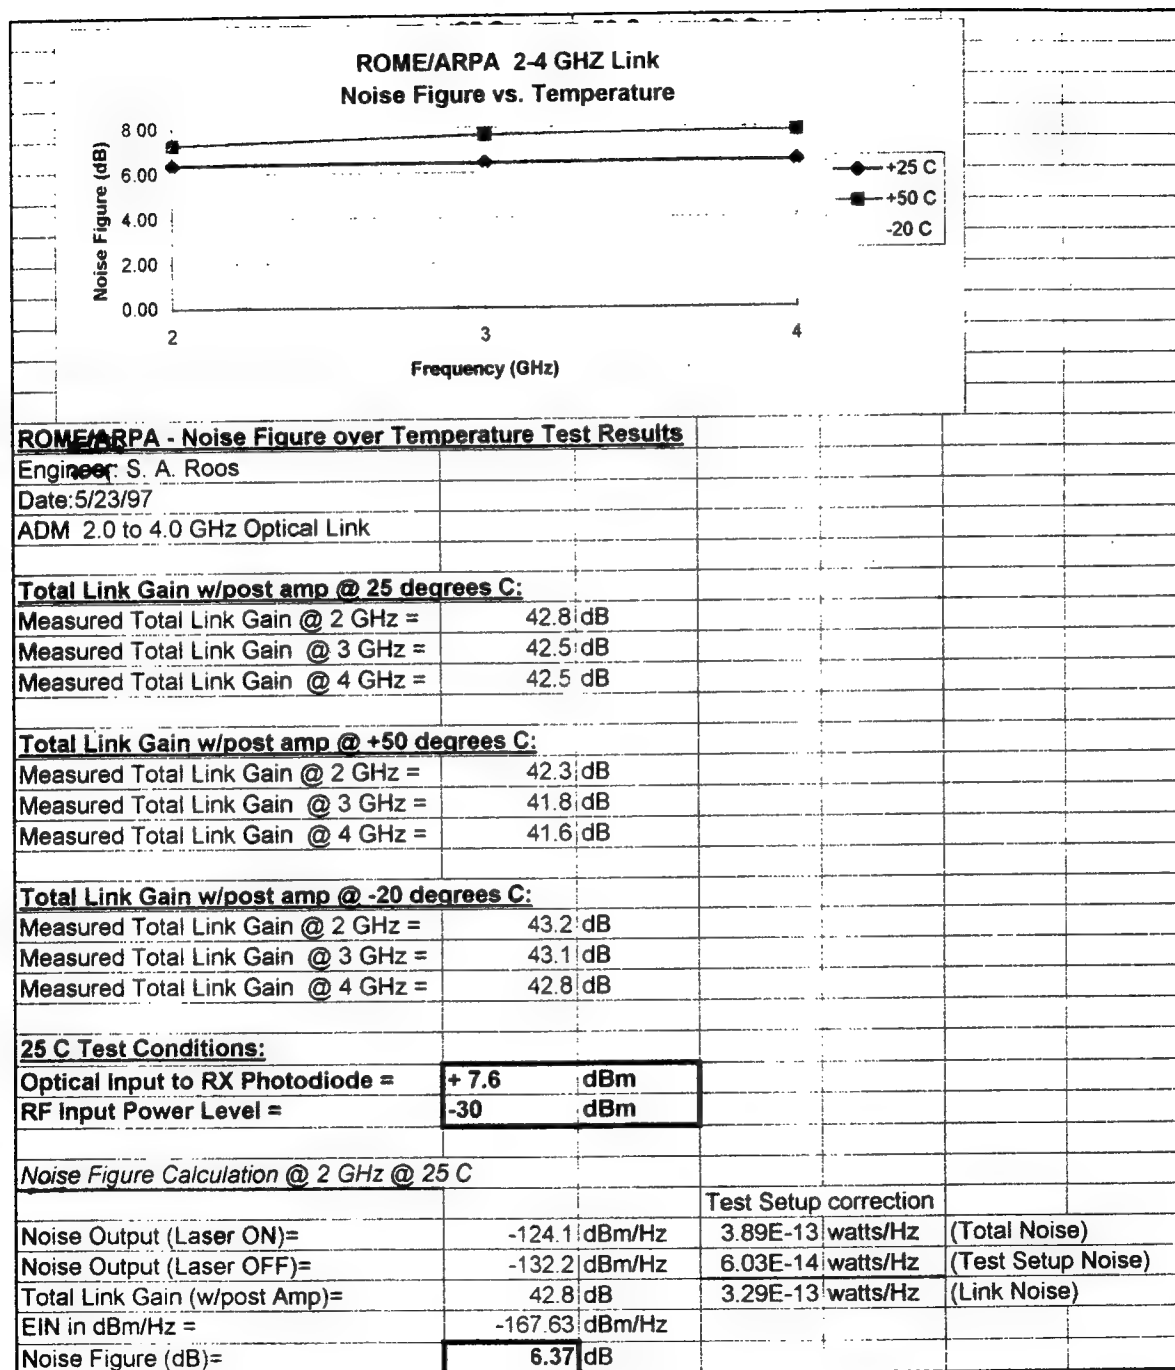 ROME/ARPA 2-4 GHZ Link
Noise Figure vs. Temperature
Noise Figure (dB)
8.00
6.00
4.00
2.00
0.00
2 3 4
Frequency (GHz)
+25 C
+50 C
-20 C
ROME/ARPA - Noise Figure over Temperature Test Results
Engineer: S. A. Roos
Date:5/23/97
ADM 2.0 to 4.0 GHz Optical Link
Total Link Gain w/post amp @ 25 degrees C:
Measured Total Link Gain @ 2 GHz = 42.8 dB
Measured Total Link Gain @ 3 GHz = 42.5 dB
Measured Total Link Gain @ 4 GHz = 42.5 dB
Total Link Gain w/post amp @ +50 degrees C:
Measured Total Link Gain @ 2 GHz = 42.3 dB
Measured Total Link Gain @ 3 GHz = 41.8 dB
Measured Total Link Gain @ 4 GHz = 41.6 dB
Total Link Gain w/post amp @ -20 degrees C:
Measured Total Link Gain @ 2 GHz = 43.2 dB
Measured Total Link Gain @ 3 GHz = 43.1 dB
Measured Total Link Gain @ 4 GHz = 42.8 dB
25 C Test Conditions:
Optical Input to RX Photodiode = + 7.6 dBm
RF Input Power Level = -30 dBm
Noise Figure Calculation @ 2 GHz @ 25 C
Test Setup correction
Noise Output (Laser ON)= -124.1 dBm/Hz 3.89E-13 watts/Hz (Total Noise)
Noise Output (Laser OFF)= -132.2 dBm/Hz 6.03E-14 watts/Hz (Test Setup Noise)
Total Link Gain (w/post Amp)= 42.8 dB 3.29E-13 watts/Hz (Link Noise)
EIN in dBm/Hz = -167.63 dBm/Hz
Noise Figure (dB)= 6.37 dB